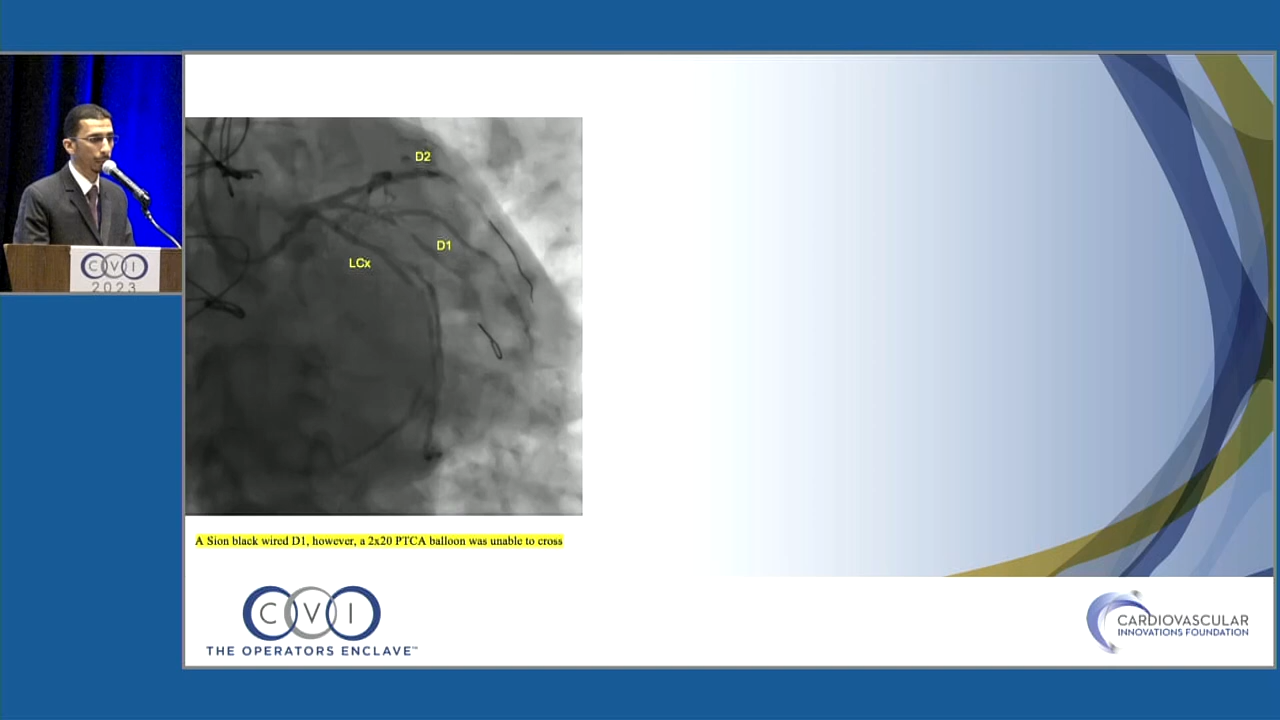 CVI
2023
D2
D1
LCx
A Sion black wired D1, however, a 2x20 PTCA balloon was unable to cross
CVI
THE OPERATORS ENCLAVE™
CARDIOVASCULAR
INNOVATIONS FOUNDATION